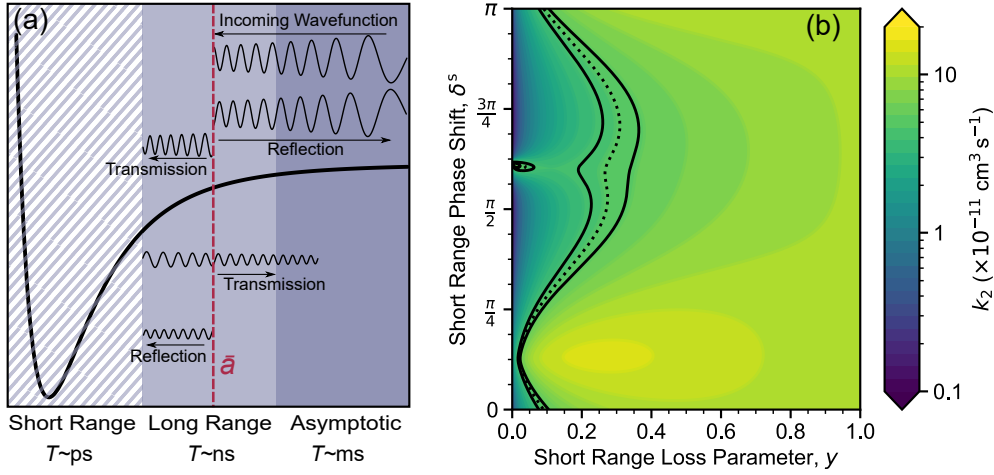 (a)
Incoming Wavefunction
Reflection
Transmission
Transmission
Reflection
ā
Short Range Long Range Asymptotic
T~ps T~ns T~ms
(b)
Short Range Phase Shift, δˢ
π
3π/4
π/2
π/4
0
0.0 0.2 0.4 0.6 0.8 1.0
Short Range Loss Parameter, y
10
1
0.1
k₂ (×10⁻¹¹ cm³ s⁻¹)